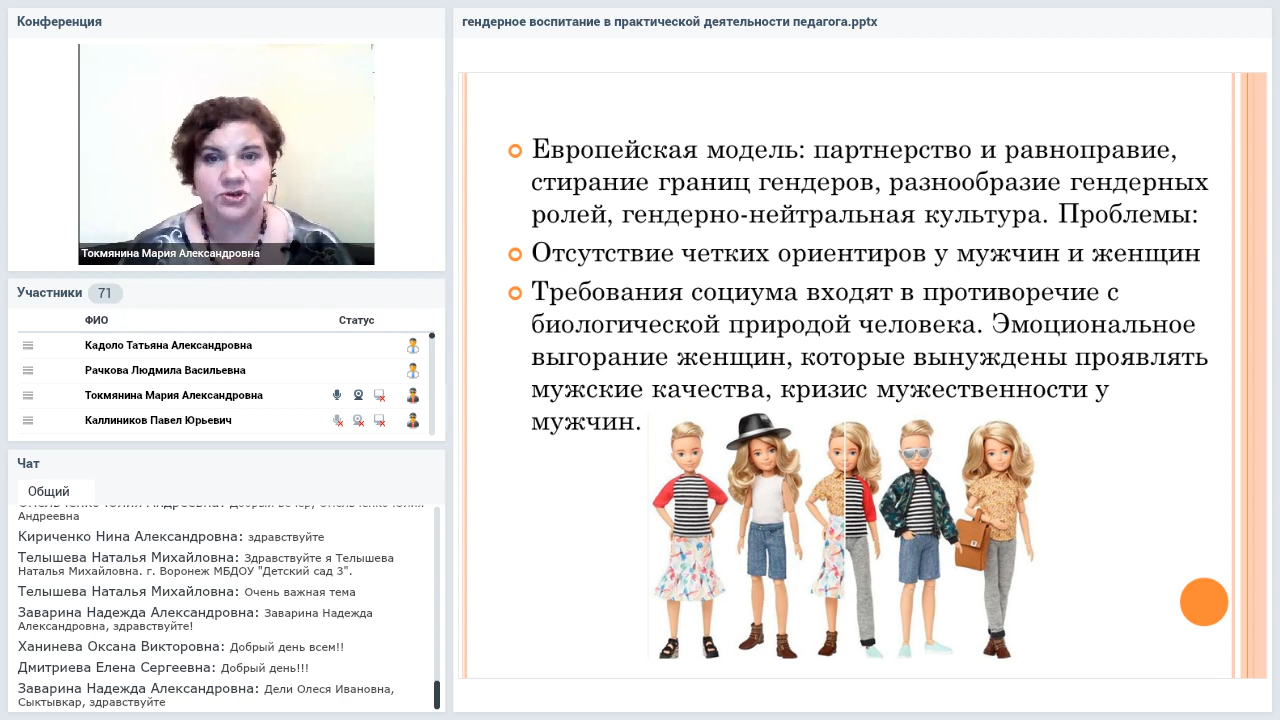 Конференция
Токмянина Мария Александровна
Участники 71
ФИО Статус
Кадоло Татьяна Александровна
Рачкова Людмила Васильевна
Токмянина Мария Александровна
Каллиников Павел Юрьевич
Чат
Общий
Андреевна
Кириченко Нина Александровна: здравствуйте
Телышева Наталья Михайловна: Здравствуйте я Телышева
Наталья Михайловна. г. Воронеж МБДОУ "Детский сад 3".
Телышева Наталья Михайловна: Очень важная тема
Заварина Надежда Александровна: Заварина Надежда
Александровна, здравствуйте!
Ханинева Оксана Викторовна: Добрый день всем!!
Дмитриева Елена Сергеевна: Добрый день!!!
Заварина Надежда Александровна: Дели Олеся Ивановна,
Сыктывкар, здравствуйте
гендерное воспитание в практической деятельности педагога.pptx
Европейская модель: партнерство и равноправие,
стирание границ гендеров, разнообразие гендерных
ролей, гендерно-нейтральная культура. Проблемы:
Отсутствие четких ориентиров у мужчин и женщин
Требования социума входят в противоречие с
биологической природой человека. Эмоциональное
выгорание женщин, которые вынуждены проявлять
мужские качества, кризис мужественности у
мужчин.